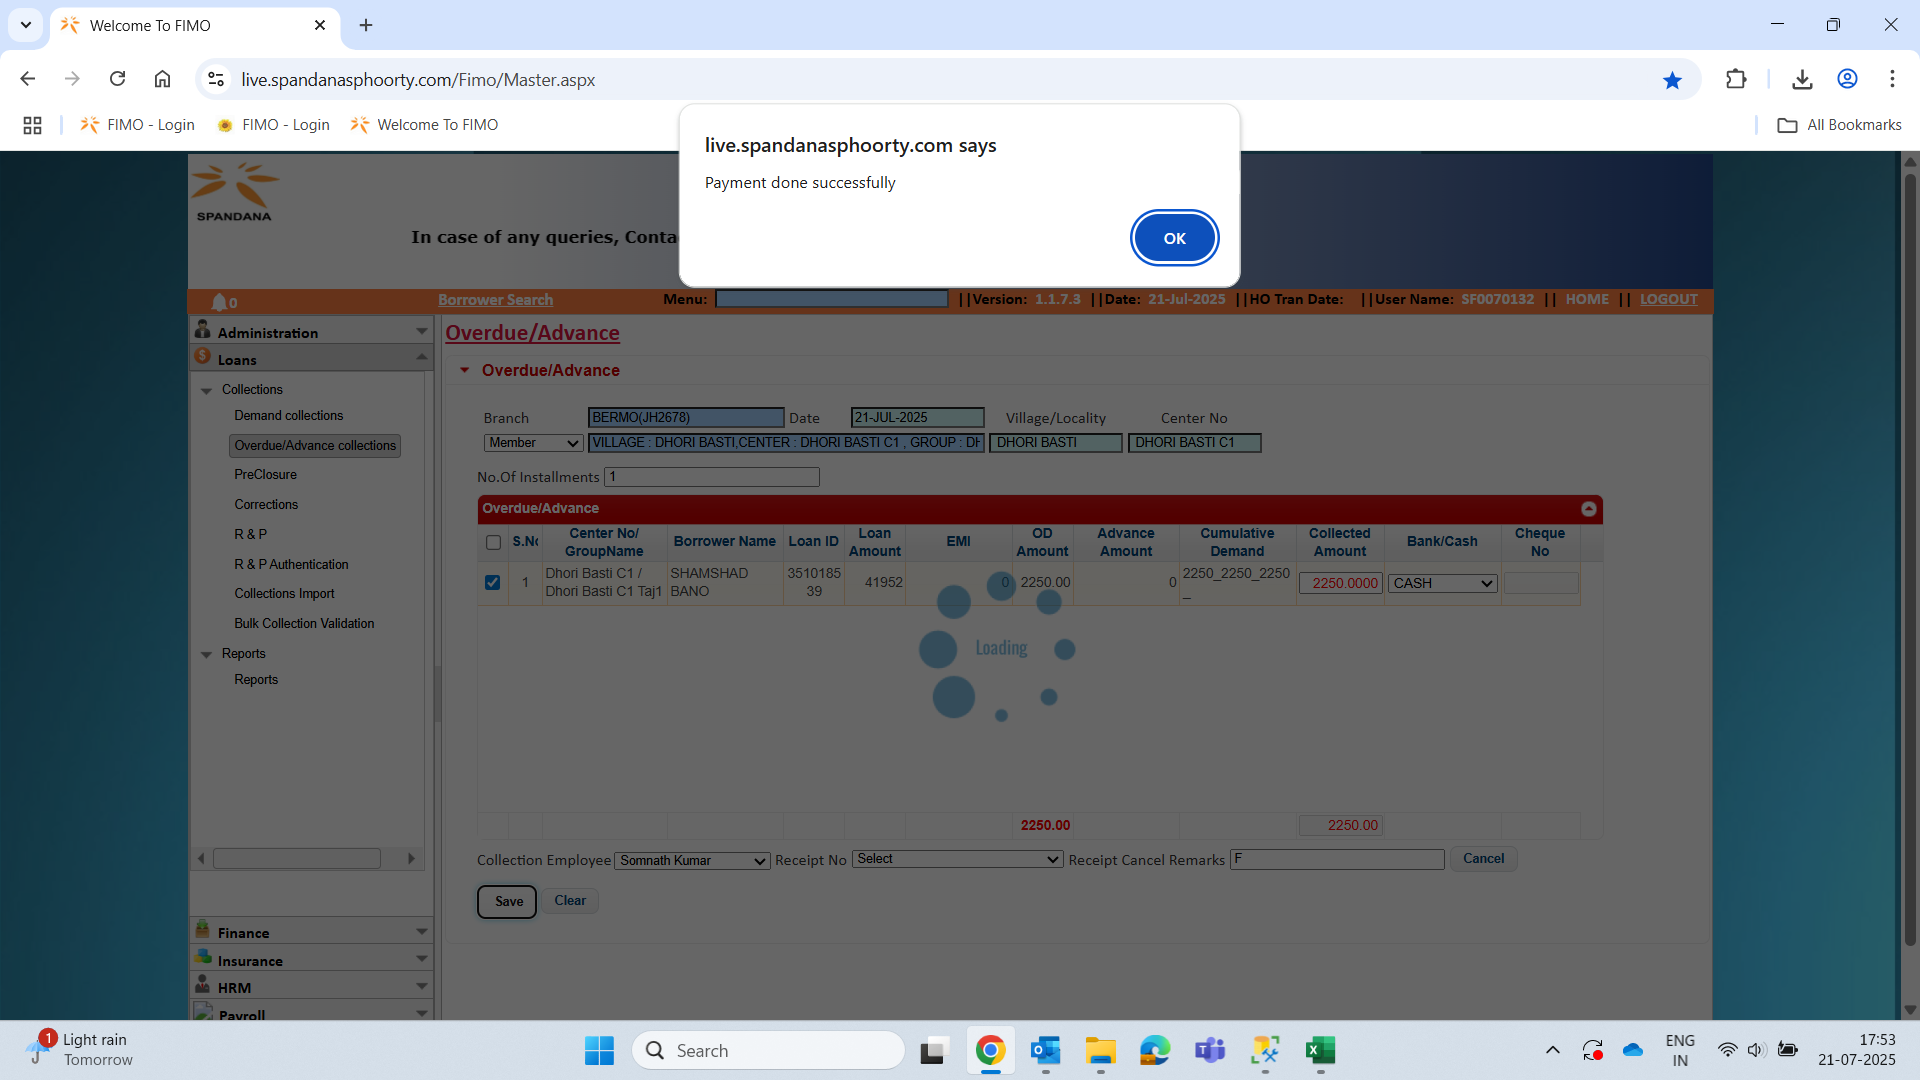 Welcome To FIMO
live.spandanasphoorty.com/Fimo/Master.aspx
FIMO - Login
FIMO - Login
Welcome To FIMO
All Bookmarks
live.spandanasphoorty.com says
Payment done successfully
OK
SPANDANA
In case of any queries, Conta
0
Borrower Search
Menu:
||Version: 1.1.7.3 ||Date: 21-Jul-2025 ||HO Tran Date: ||User Name: SF0070132 || HOME || LOGOUT
Administration
Loans
Collections
Demand collections
Overdue/Advance collections
PreClosure
Corrections
R & P
R & P Authentication
Collections Import
Bulk Collection Validation
Reports
Reports
Finance
Insurance
HRM
Payroll
Overdue/Advance
Overdue/Advance
Branch BERMO(JH2678) Date 21-JUL-2025 Village/Locality Center No
Member VILLAGE : DHORI BASTI,CENTER : DHORI BASTI C1 , GROUP : DH DHORI BASTI DHORI BASTI C1
No.Of Installments 1
Overdue/Advance
S.No Center No/ GroupName Borrower Name Loan ID Loan Amount EMI OD Amount Advance Amount Cumulative Demand Collected Amount Bank/Cash Cheque No
1 Dhori Basti C1 / Dhori Basti C1 Taj1 SHAMSHAD BANO 3510185 39 41952 0 2250.00 0 2250_2250_2250 _ 2250.0000 CASH
Loading
2250.00 2250.00
Collection Employee Somnath Kumar Receipt No Select Receipt Cancel Remarks F Cancel
Save Clear
1
Light rain
Tomorrow
Search
ENG
IN
17:53
21-07-2025